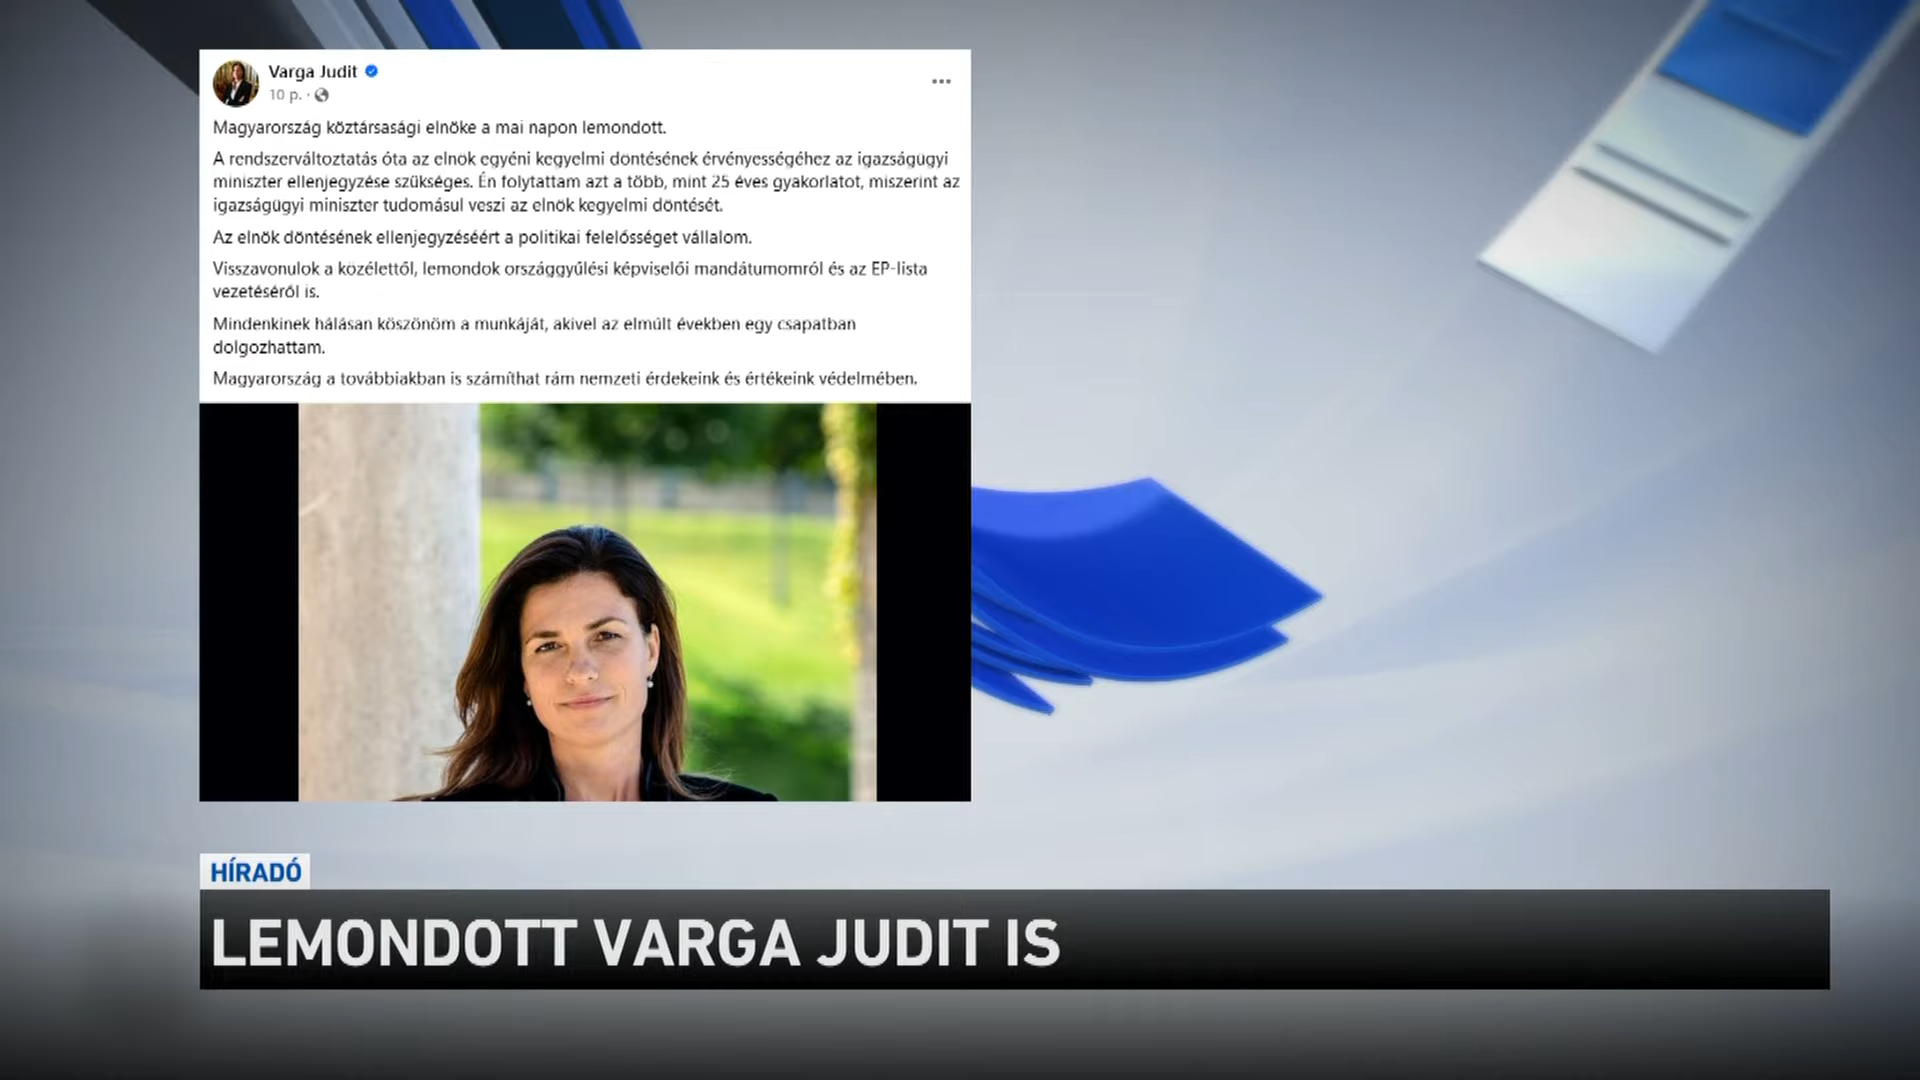 Varga Judit
10 p. ·
Magyarország köztársasági elnöke a mai napon lemondott.
A rendszerváltoztatás óta az elnök egyéni kegyelmi döntésének érvényességéhez az igazságügyi
miniszter ellenjegyzése szükséges. Én folytattam azt a több, mint 25 éves gyakorlatot, miszerint az
igazságügyi miniszter tudomásul veszi az elnök kegyelmi döntését.
Az elnök döntésének ellenjegyzéséért a politikai felelősséget vállalom.
Visszavonulok a közélettől, lemondok országgyűlési képviselői mandátumomról és az EP-lista
vezetéséről is.
Mindenkinek hálásan köszönöm a munkáját, akivel az elmúlt években egy csapatban
dolgozhattam.
Magyarország a továbbiakban is számíthat rám nemzeti érdekeink és értékeink védelmében.
HÍRADÓ
LEMONDOTT VARGA JUDIT IS